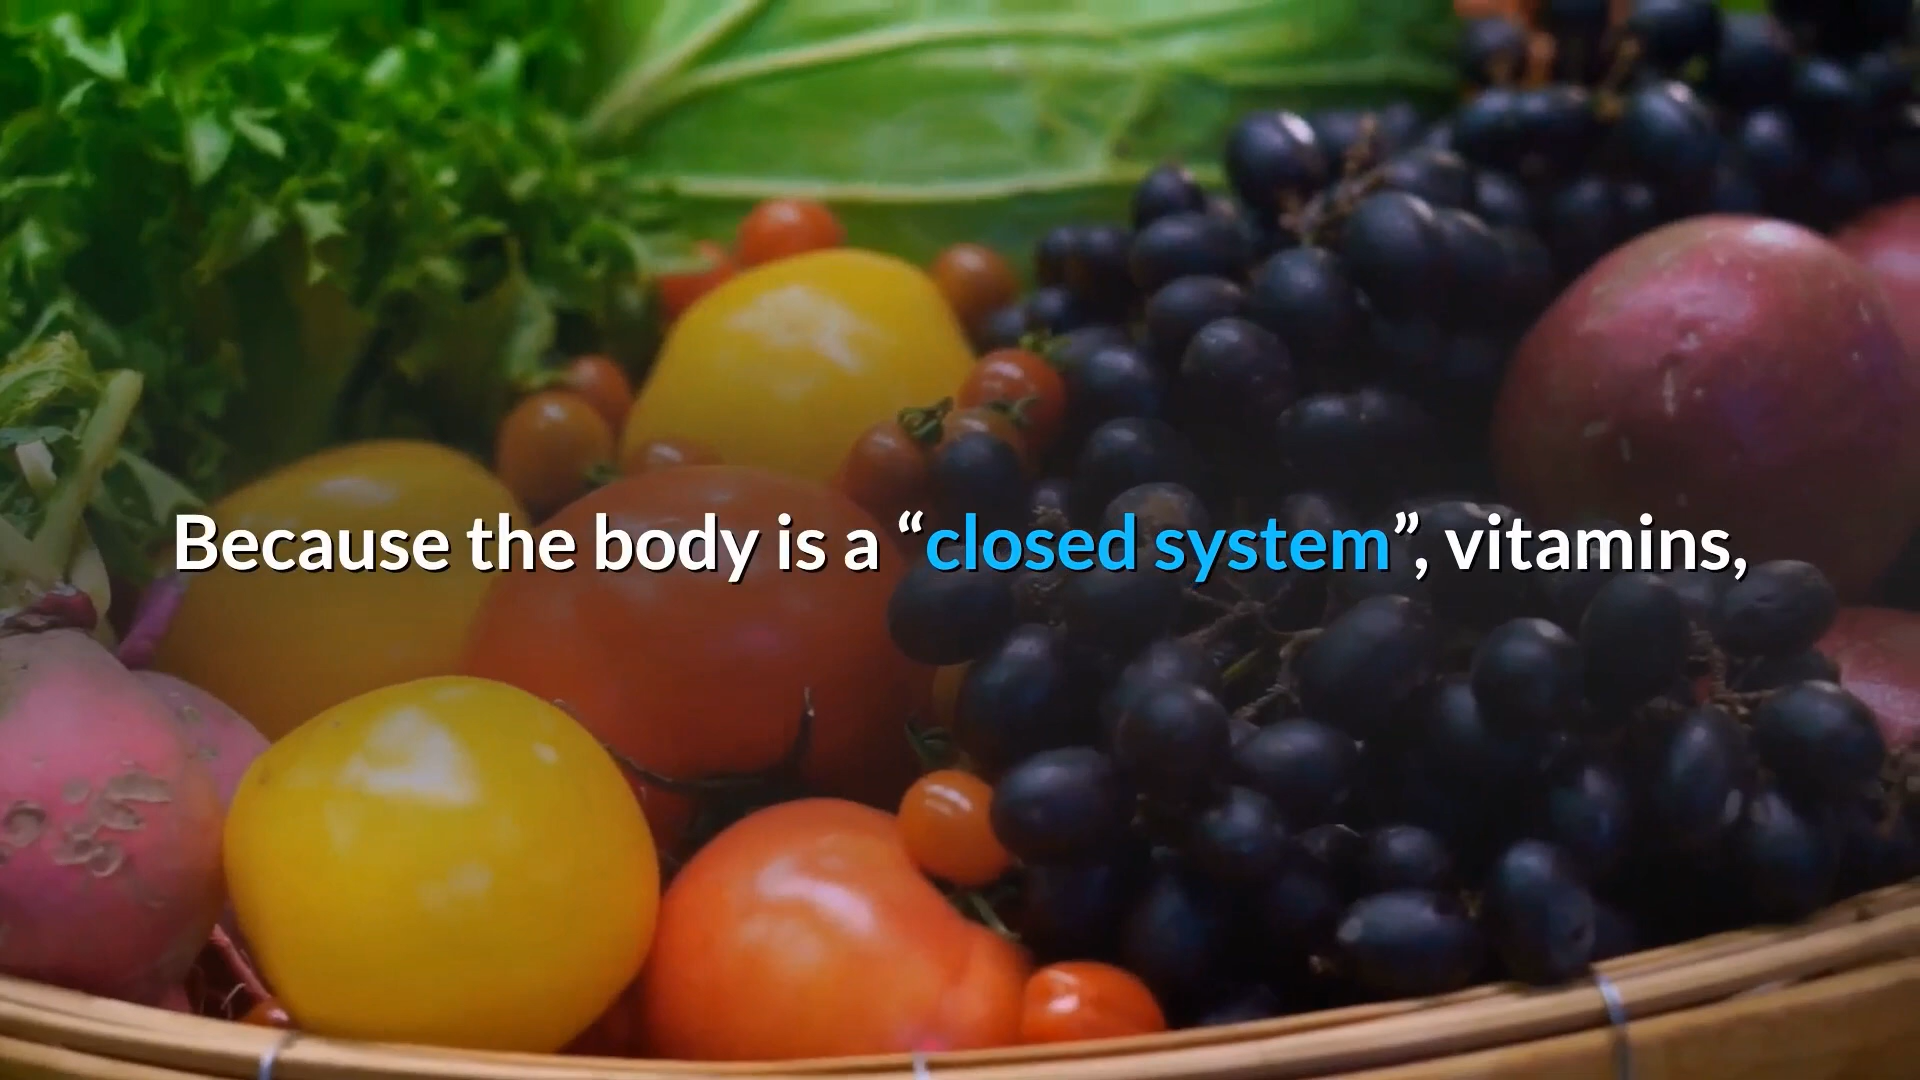 Because the body is a “closed system”, vitamins,